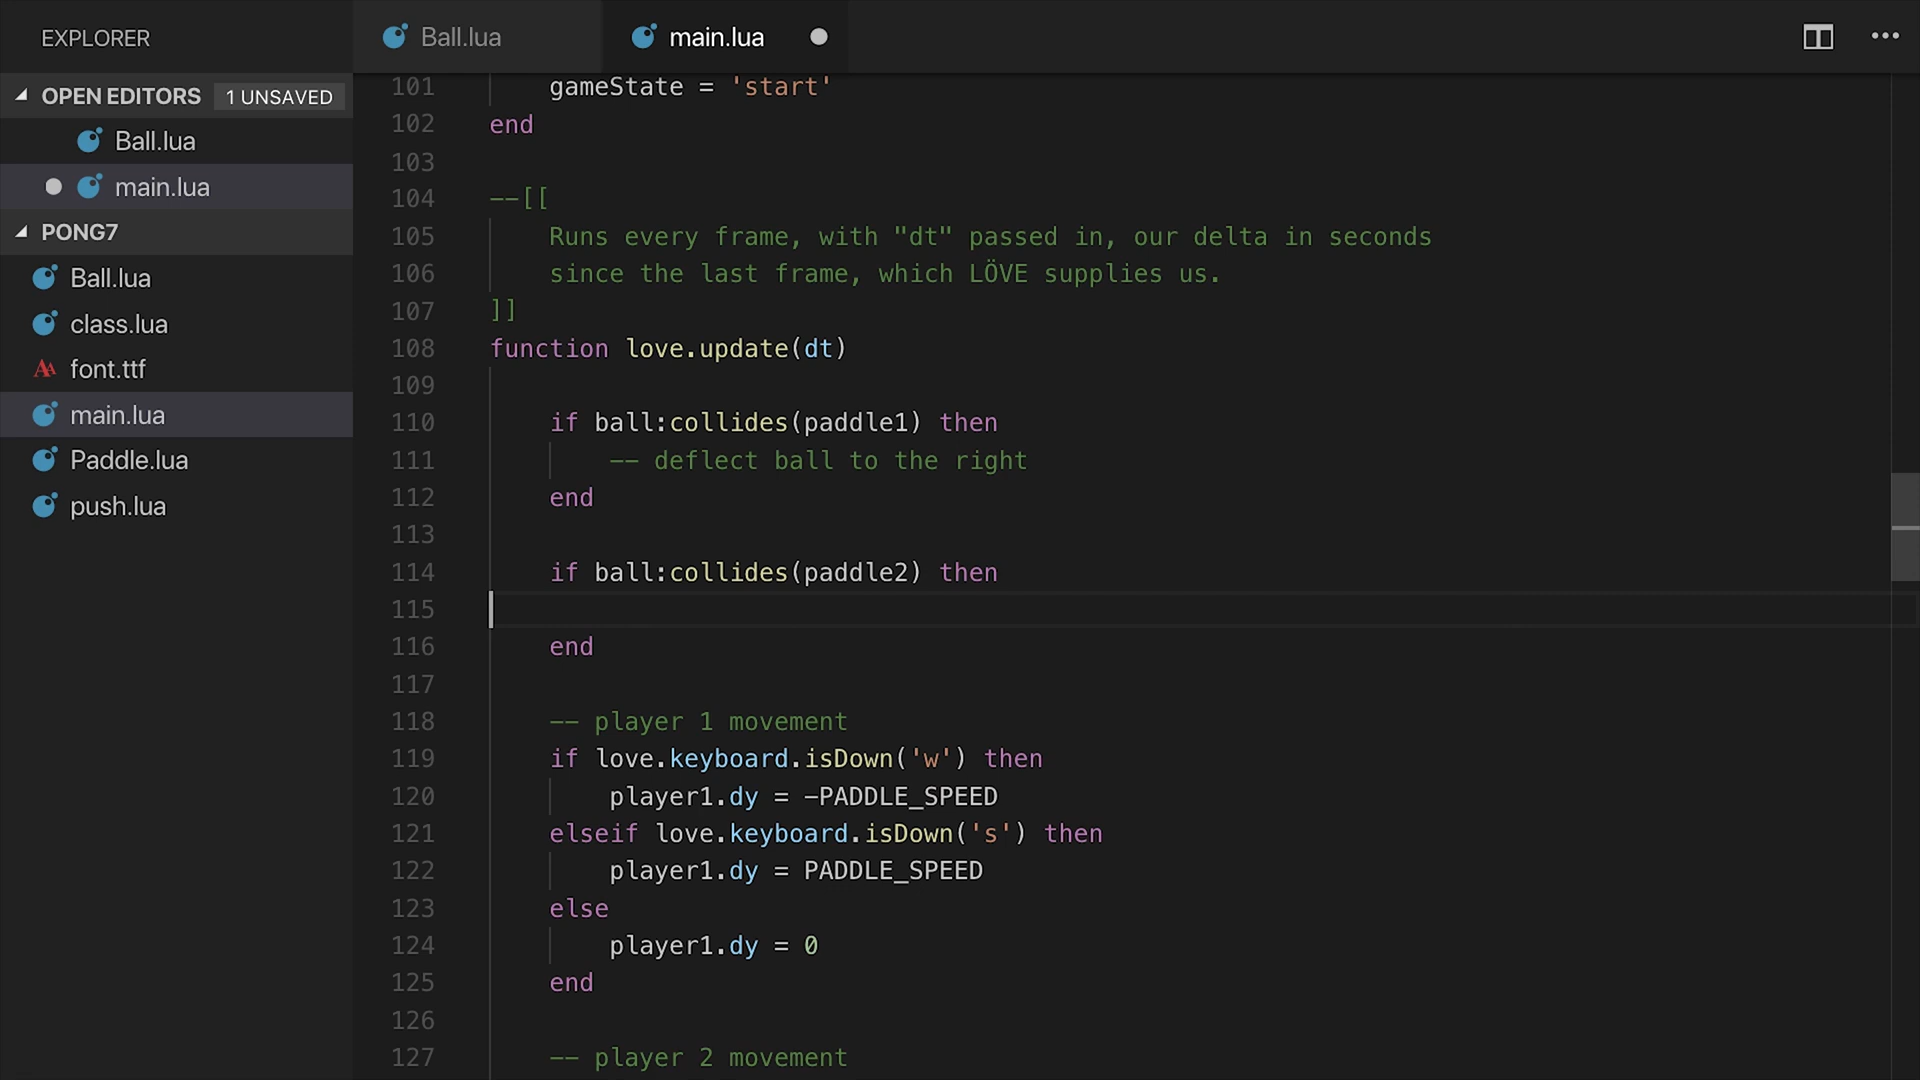 EXPLORER
Ball.lua
main.lua
OPEN EDITORS 1 UNSAVED
Ball.lua
main.lua
PONG7
Ball.lua
class.lua
font.ttf
main.lua
Paddle.lua
push.lua
101 gameState = 'start'
102 end
103
104 --[[
105 Runs every frame, with "dt" passed in, our delta in seconds
106 since the last frame, which LÖVE supplies us.
107 ]]
108 function love.update(dt)
109
110 if ball:collides(paddle1) then
111 -- deflect ball to the right
112 end
113
114 if ball:collides(paddle2) then
115
116 end
117
118 -- player 1 movement
119 if love.keyboard.isDown('w') then
120 player1.dy = -PADDLE_SPEED
121 elseif love.keyboard.isDown('s') then
122 player1.dy = PADDLE_SPEED
123 else
124 player1.dy = 0
125 end
126
127 -- player 2 movement